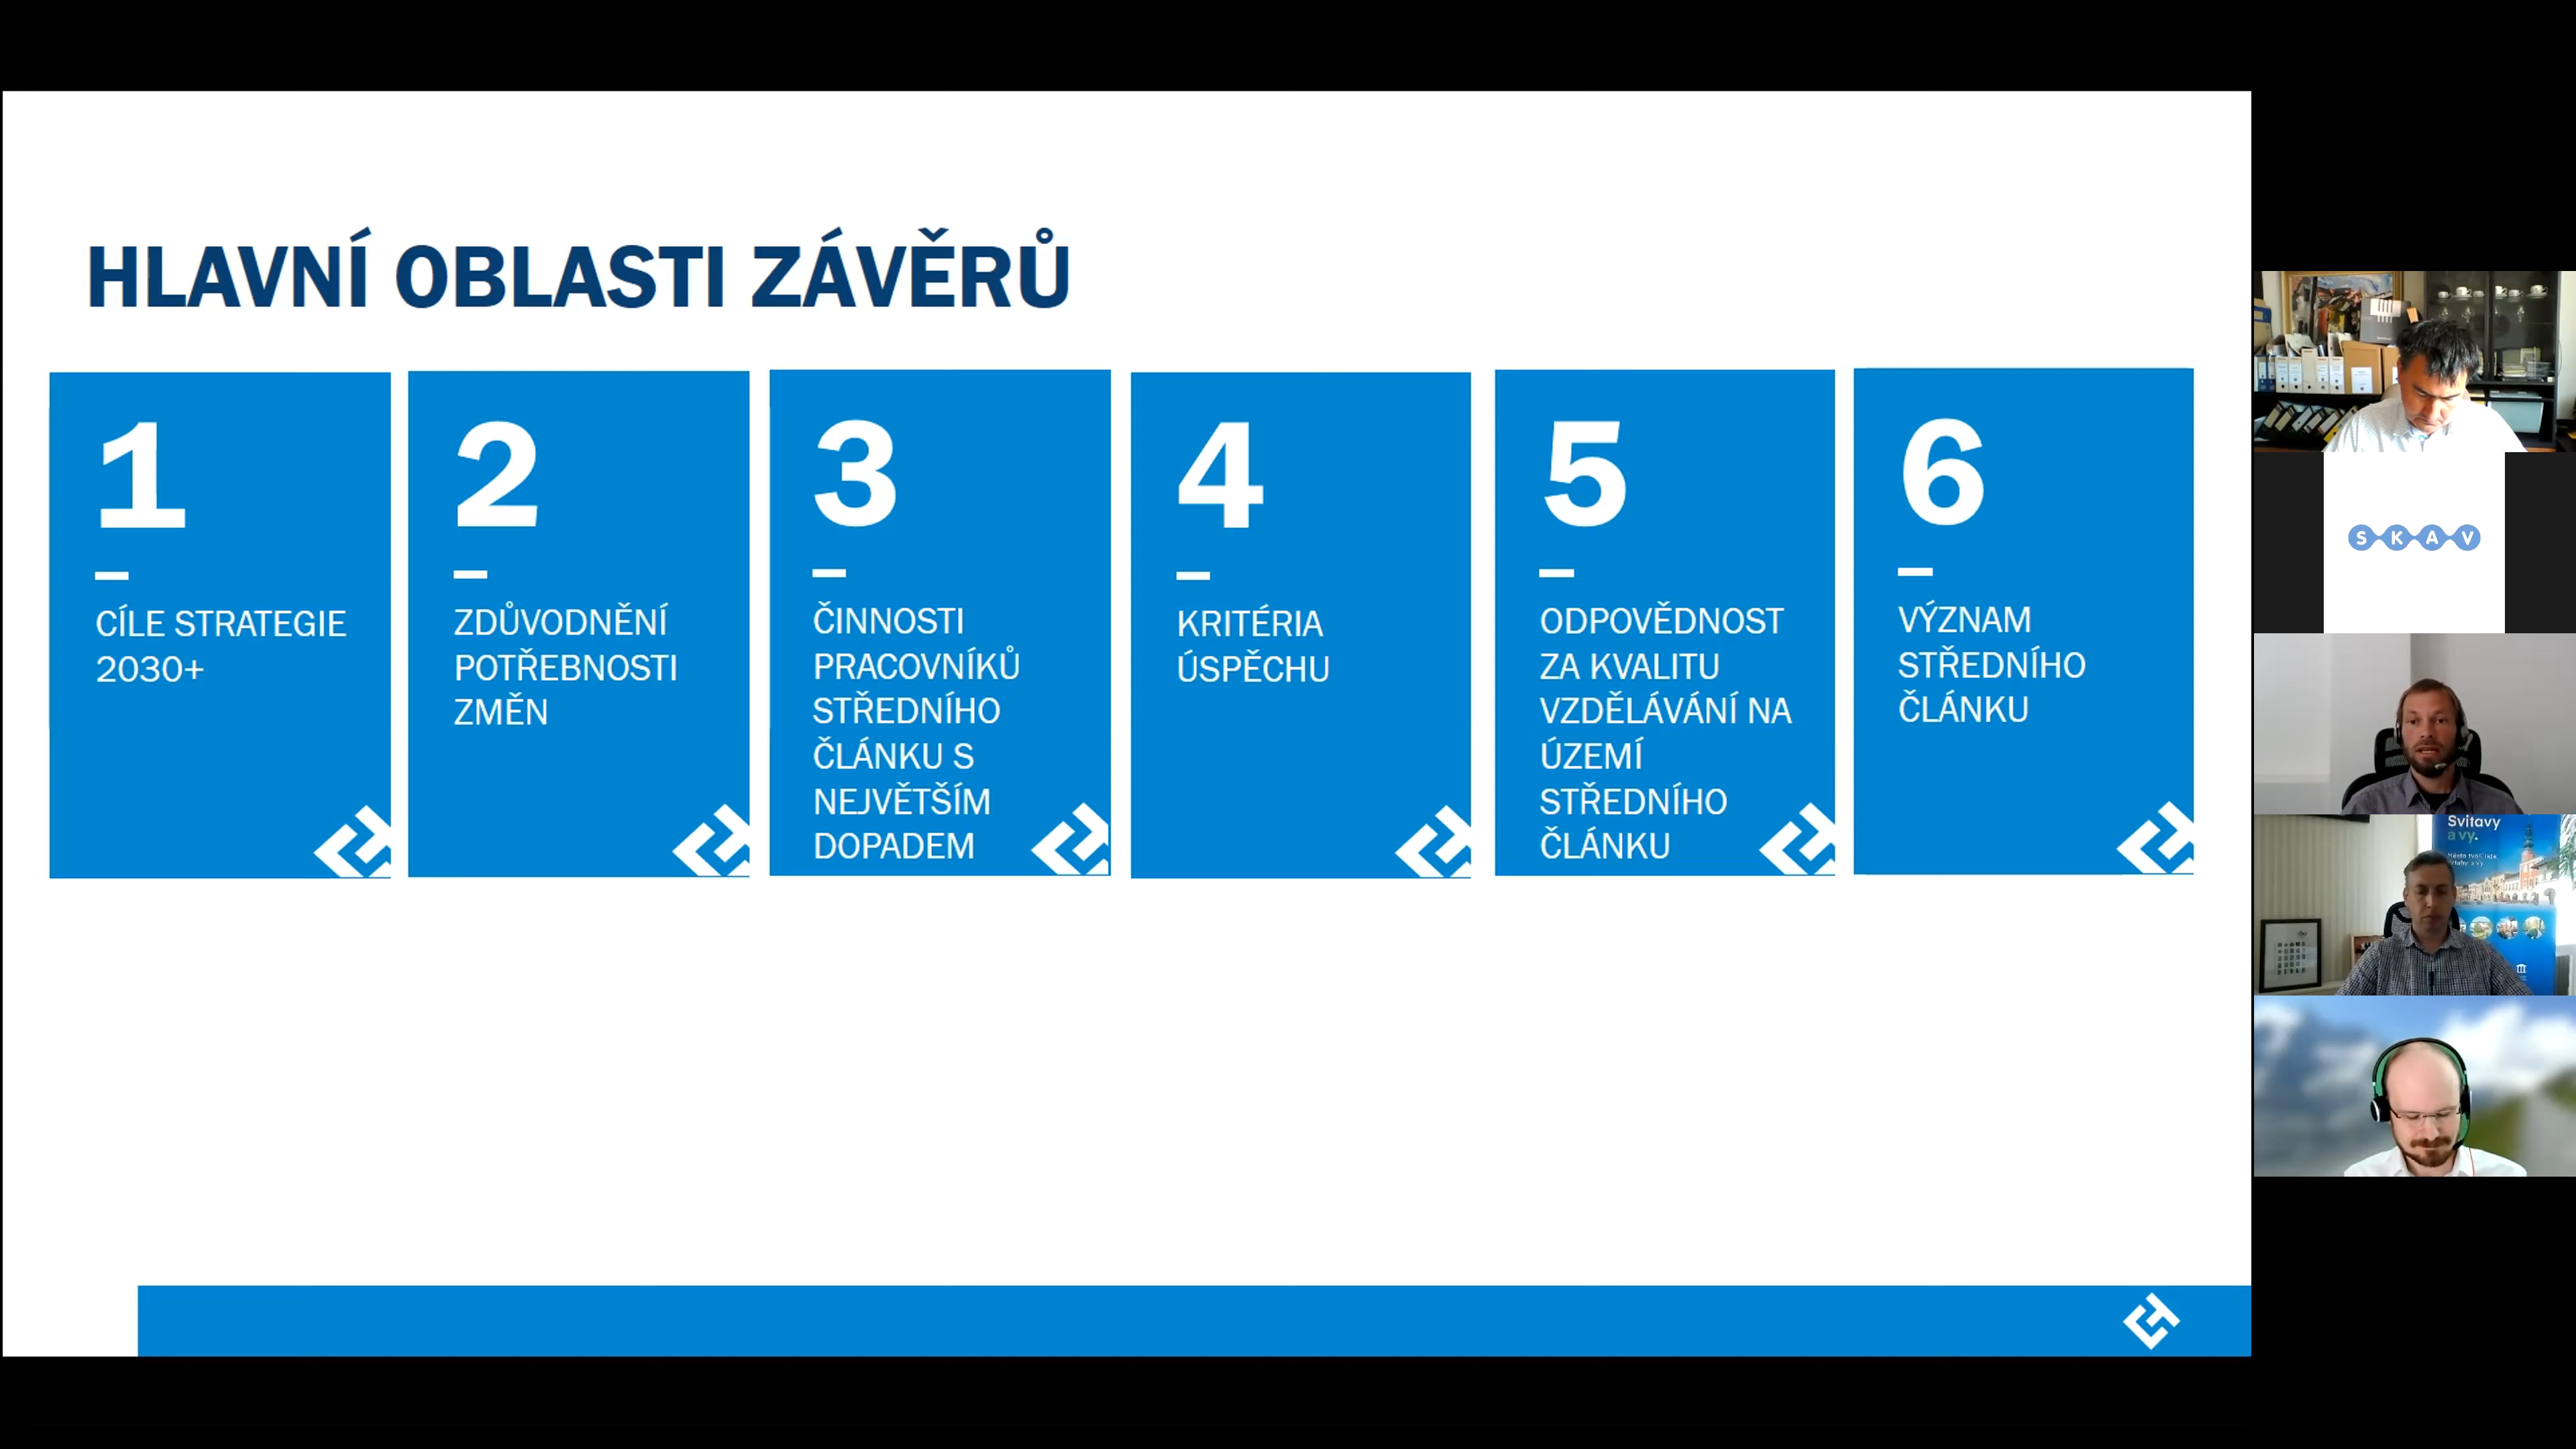 HLAVNÍ OBLASTI ZÁVĚRŮ
1
CÍLE STRATEGIE
2030+
2
ZDŮVODNĚNÍ
POTŘEBNOSTI
ZMĚN
3
ČINNOSTI
PRACOVNÍKŮ
STŘEDNÍHO
ČLÁNKU S
NEJVĚTŠÍM
DOPADEM
4
KRITÉRIA
ÚSPĚCHU
5
ODPOVĚDNOST
ZA KVALITU
VZDĚLÁVÁNÍ NA
ÚZEMÍ
STŘEDNÍHO
ČLÁNKU
6
VÝZNAM
STŘEDNÍHO
ČLÁNKU
SKAV
Svitavy
a vy.